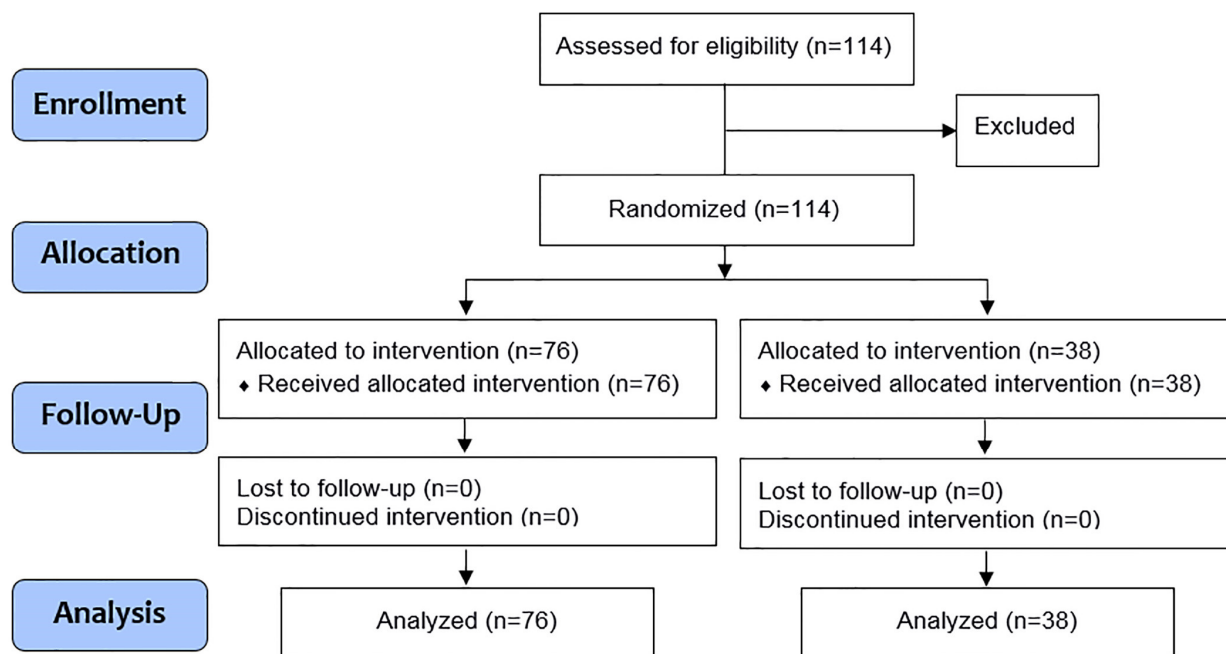 Assessed for eligibility (n=114)
Enrollment
Excluded
Randomized (n=114)
Allocation
Allocated to intervention (n=76)
♦ Received allocated intervention (n=76)
Allocated to intervention (n=38)
♦ Received allocated intervention (n=38)
Follow-Up
Lost to follow-up (n=0)
Discontinued intervention (n=0)
Lost to follow-up (n=0)
Discontinued intervention (n=0)
Analysis
Analyzed (n=76)
Analyzed (n=38)